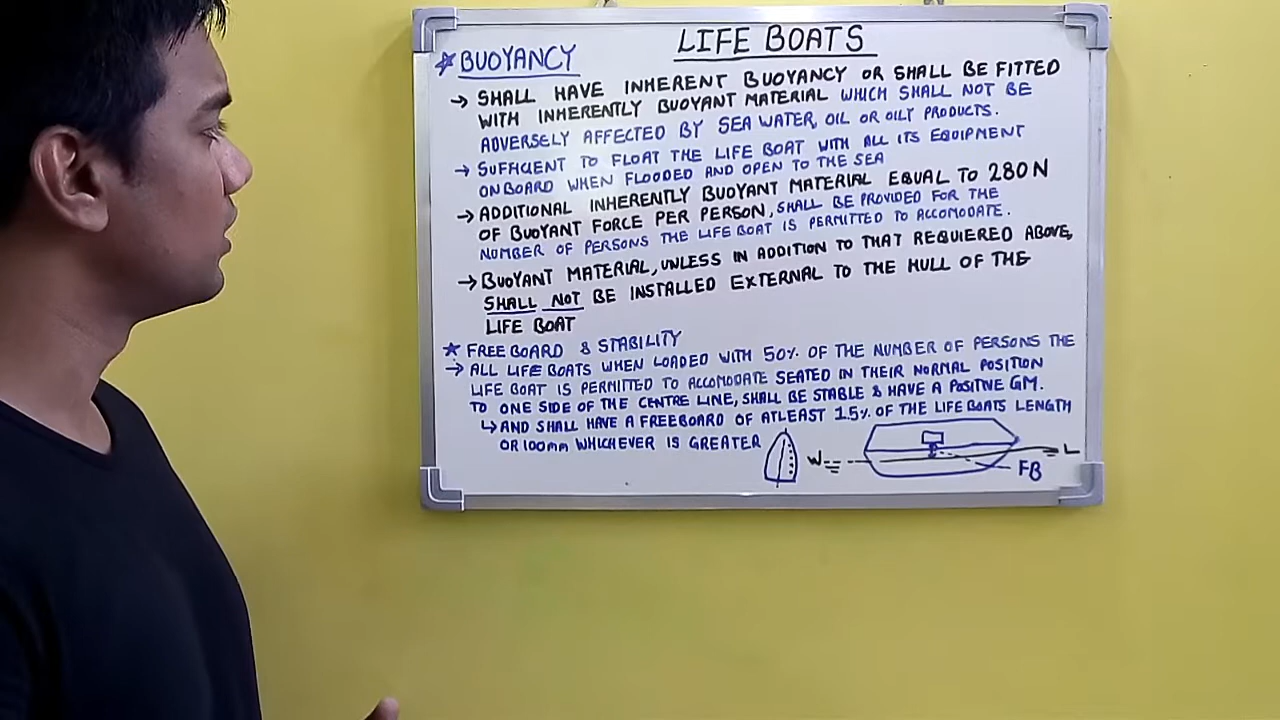 LIFE BOATS
* BUOYANCY
→ SHALL HAVE INHERENT BUOYANCY OR SHALL BE FITTED
WITH INHERENTLY BUOYANT MATERIAL WHICH SHALL NOT BE
ADVERSELY AFFECTED BY SEA WATER, OIL OR OILY PRODUCTS.
→ SUFFICIENT TO FLOAT THE LIFE BOAT WITH ALL ITS EQUIPMENT
ON BOARD WHEN FLOODED AND OPEN TO THE SEA
→ ADDITIONAL INHERENTLY BUOYANT MATERIAL EQUAL TO 280 N
OF BUOYANT FORCE PER PERSON, SHALL BE PROVIDED FOR THE
NUMBER OF PERSONS THE LIFE BOAT IS PERMITTED TO ACCOMODATE.
→ BUOYANT MATERIAL, UNLESS IN ADDITION TO THAT REQUIERED ABOVE,
SHALL NOT BE INSTALLED EXTERNAL TO THE HULL OF THE
LIFE BOAT
* FREEBOARD & STABILITY
→ ALL LIFE BOATS WHEN LOADED WITH 50% OF THE NUMBER OF PERSONS THE
LIFE BOAT IS PERMITTED TO ACCOMODATE SEATED IN THEIR NORMAL POSITION
TO ONE SIDE OF THE CENTRE LINE, SHALL BE STABLE & HAVE A POSITIVE GM.
↳ AND SHALL HAVE A FREEBOARD OF ATLEAST 1.5% OF THE LIFE BOATS LENGTH
OR 100mm WHICHEVER IS GREATER
W L
FB